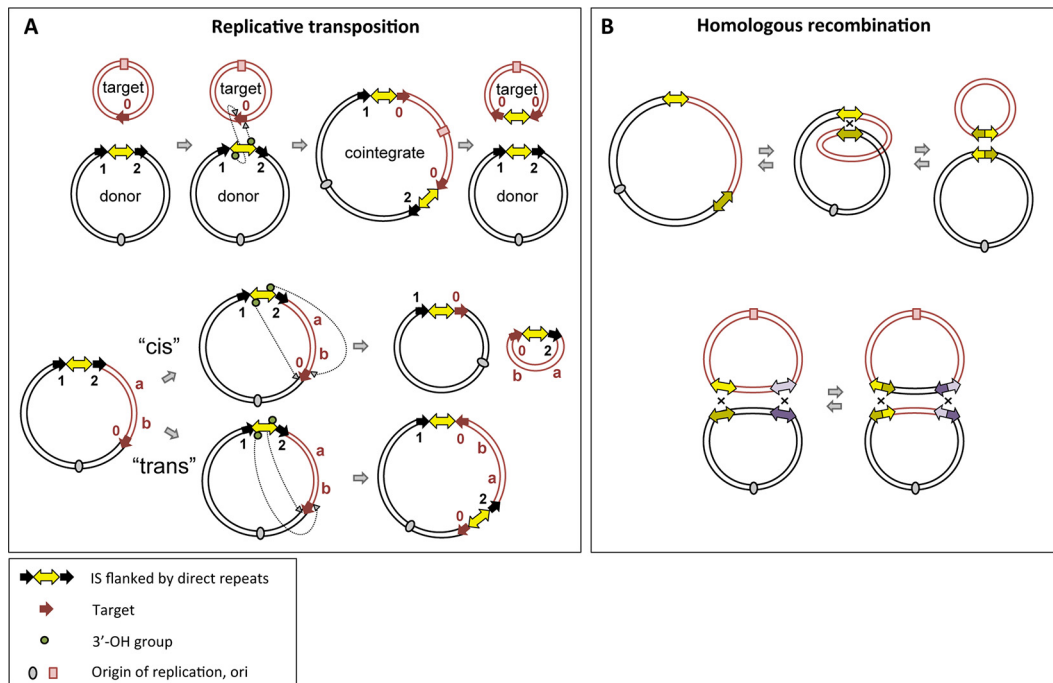 A
Replicative transposition
target
0
1 2
donor
target
0
1 2
donor
1 0
cointegrate
0
2
target
0 0
1 2
donor
"cis"
"trans"
1 2
a
b
0
1 2
a
b
0
1 0
0 2
b a
1 2
a
b
0
1 0
b
a
2
0
B
Homologous recombination
×
× ×
× ×
IS flanked by direct repeats
Target
3'-OH group
Origin of replication, ori